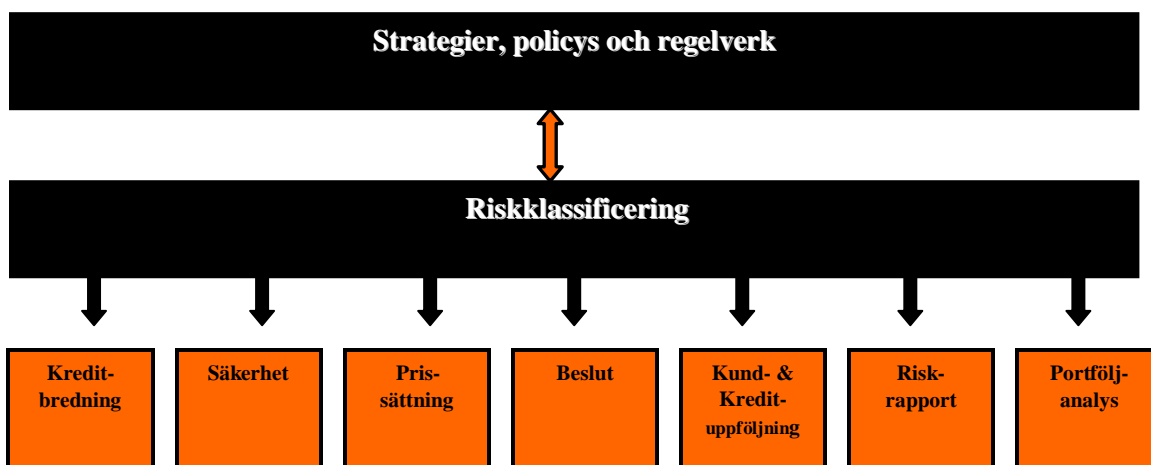 Strategier, policys och regelverk
Riskklassificering
Kredit-
bredning
Säkerhet
Pris-
sättning
Beslut
Kund- &
Kredit-
uppföljning
Risk-
rapport
Portfölj-
analys